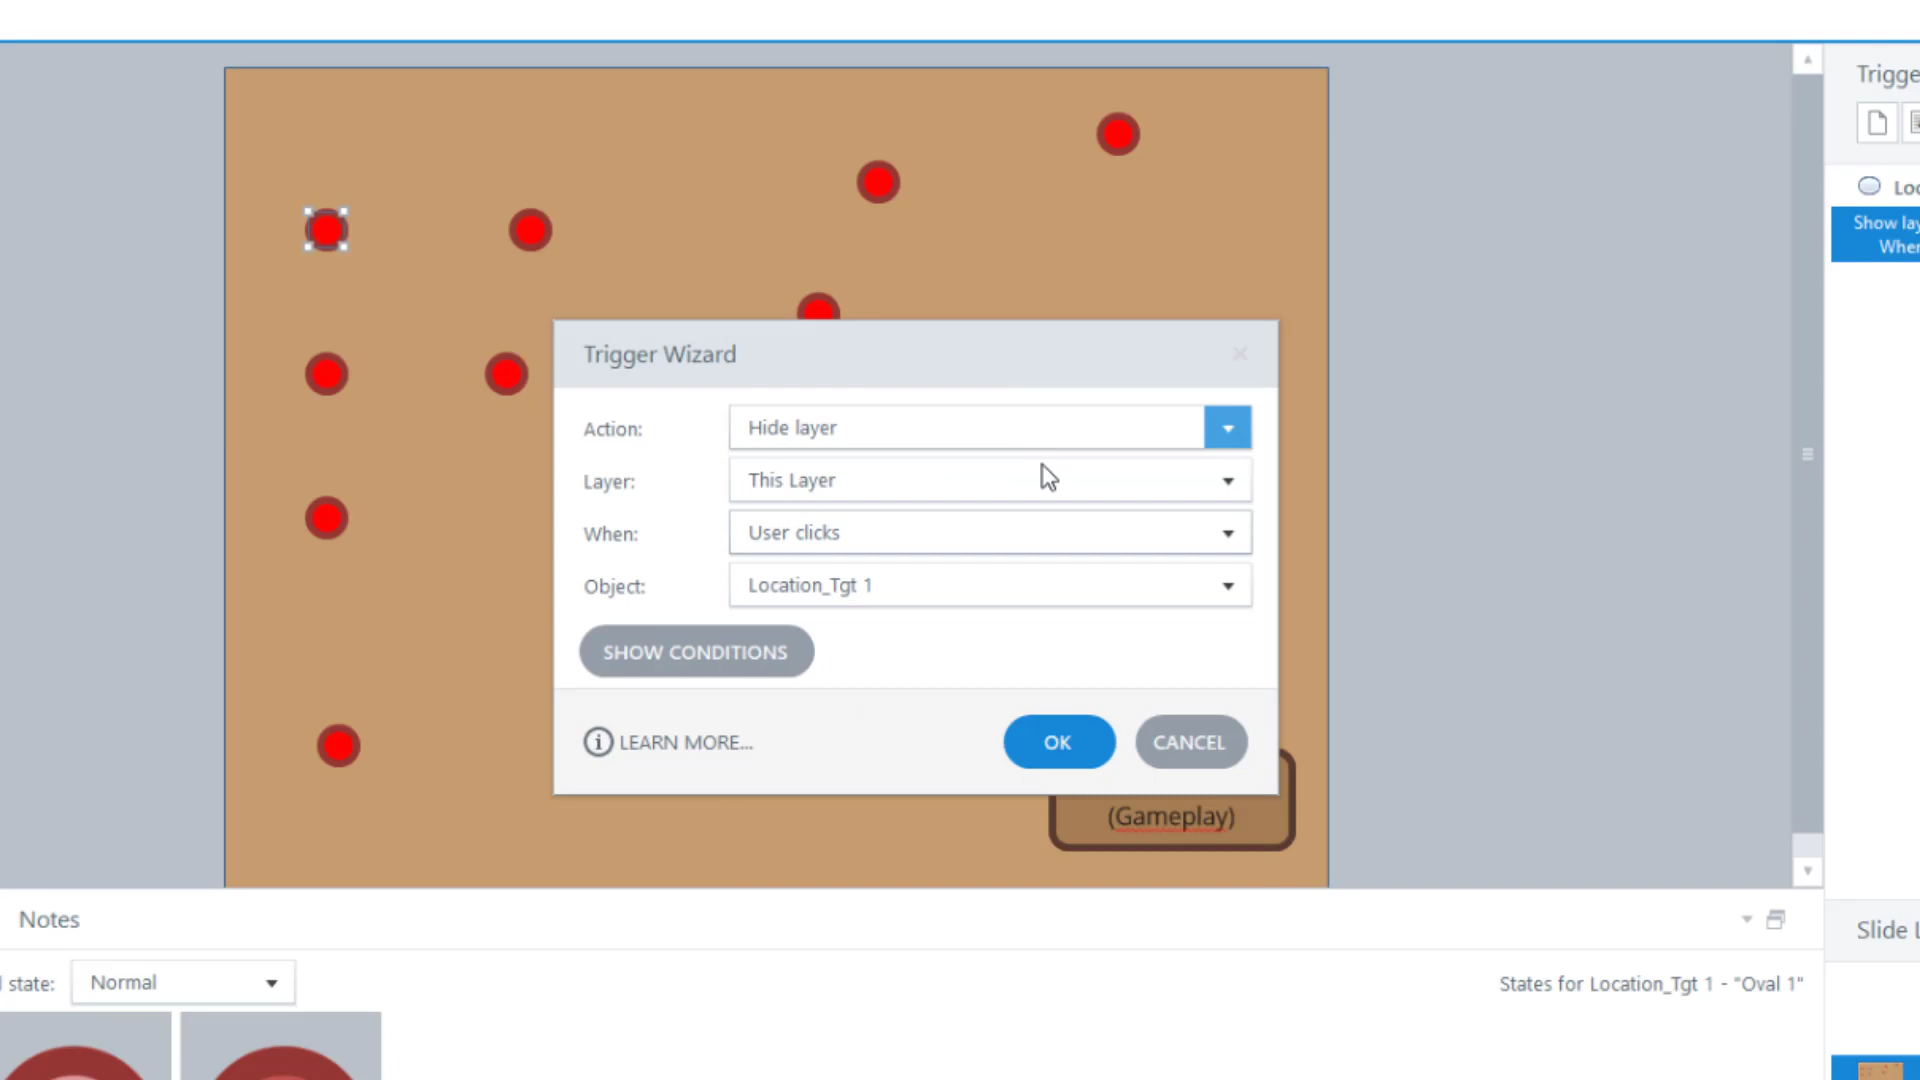 Trigge
Loc
Show lay
Wher
Trigger Wizard
Action:
Hide layer
Layer:
This Layer
When:
User clicks
Object:
Location_Tgt 1
SHOW CONDITIONS
LEARN MORE...
OK
CANCEL
(Gameplay)
Notes
Slide L
state:
Normal
States for Location_Tgt 1 - "Oval 1"